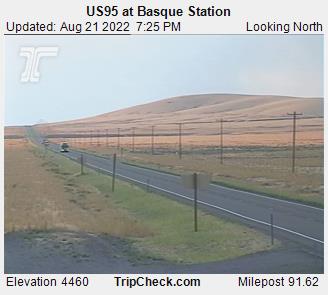 US95 at Basque Station
Updated: Aug 21 2022 7:25 PM Looking North
Elevation 4460 TripCheck.com Milepost 91.62